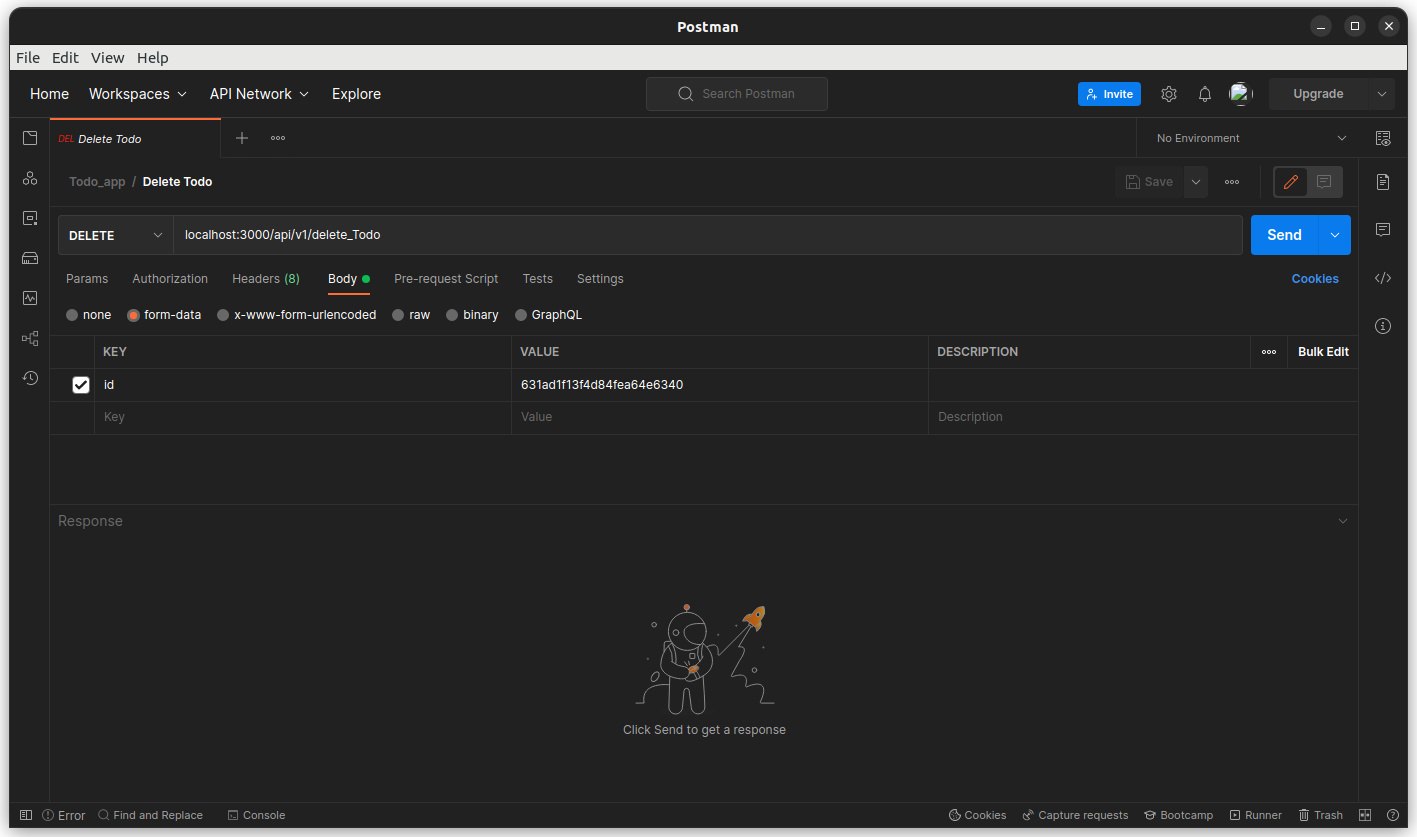 Postman
File Edit View Help
Home Workspaces API Network Explore Search Postman Invite Upgrade
DEL Delete Todo No Environment
Todo_app / Delete Todo Save
DELETE localhost:3000/api/v1/delete_Todo Send
Params Authorization Headers (8) Body Pre-request Script Tests Settings Cookies
none form-data x-www-form-urlencoded raw binary GraphQL
KEY VALUE DESCRIPTION Bulk Edit
id 631ad1f13f4d84fea64e6340
Key Value Description
Response
Click Send to get a response
Error Find and Replace Console Cookies Capture requests Bootcamp Runner Trash